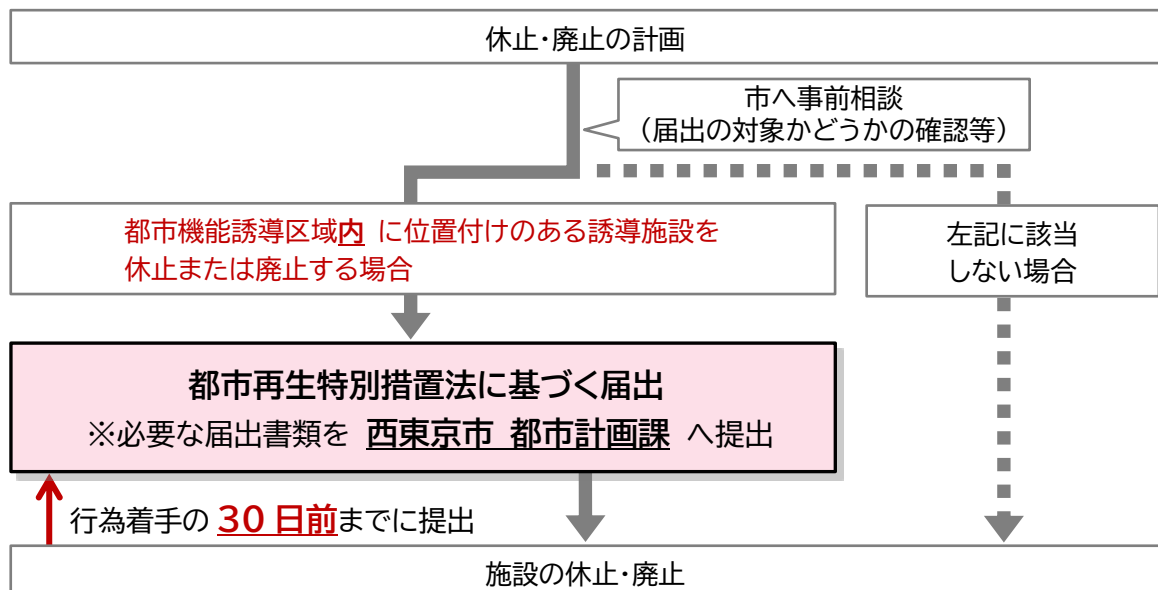 休止・廃止の計画
市へ事前相談
（届出の対象かどうかの確認等）
都市機能誘導区域内 に位置付けのある誘導施設を
休止または廃止する場合
左記に該当
しない場合
都市再生特別措置法に基づく届出
※必要な届出書類を 西東京市 都市計画課 へ提出
行為着手の 30 日前までに提出
施設の休止・廃止